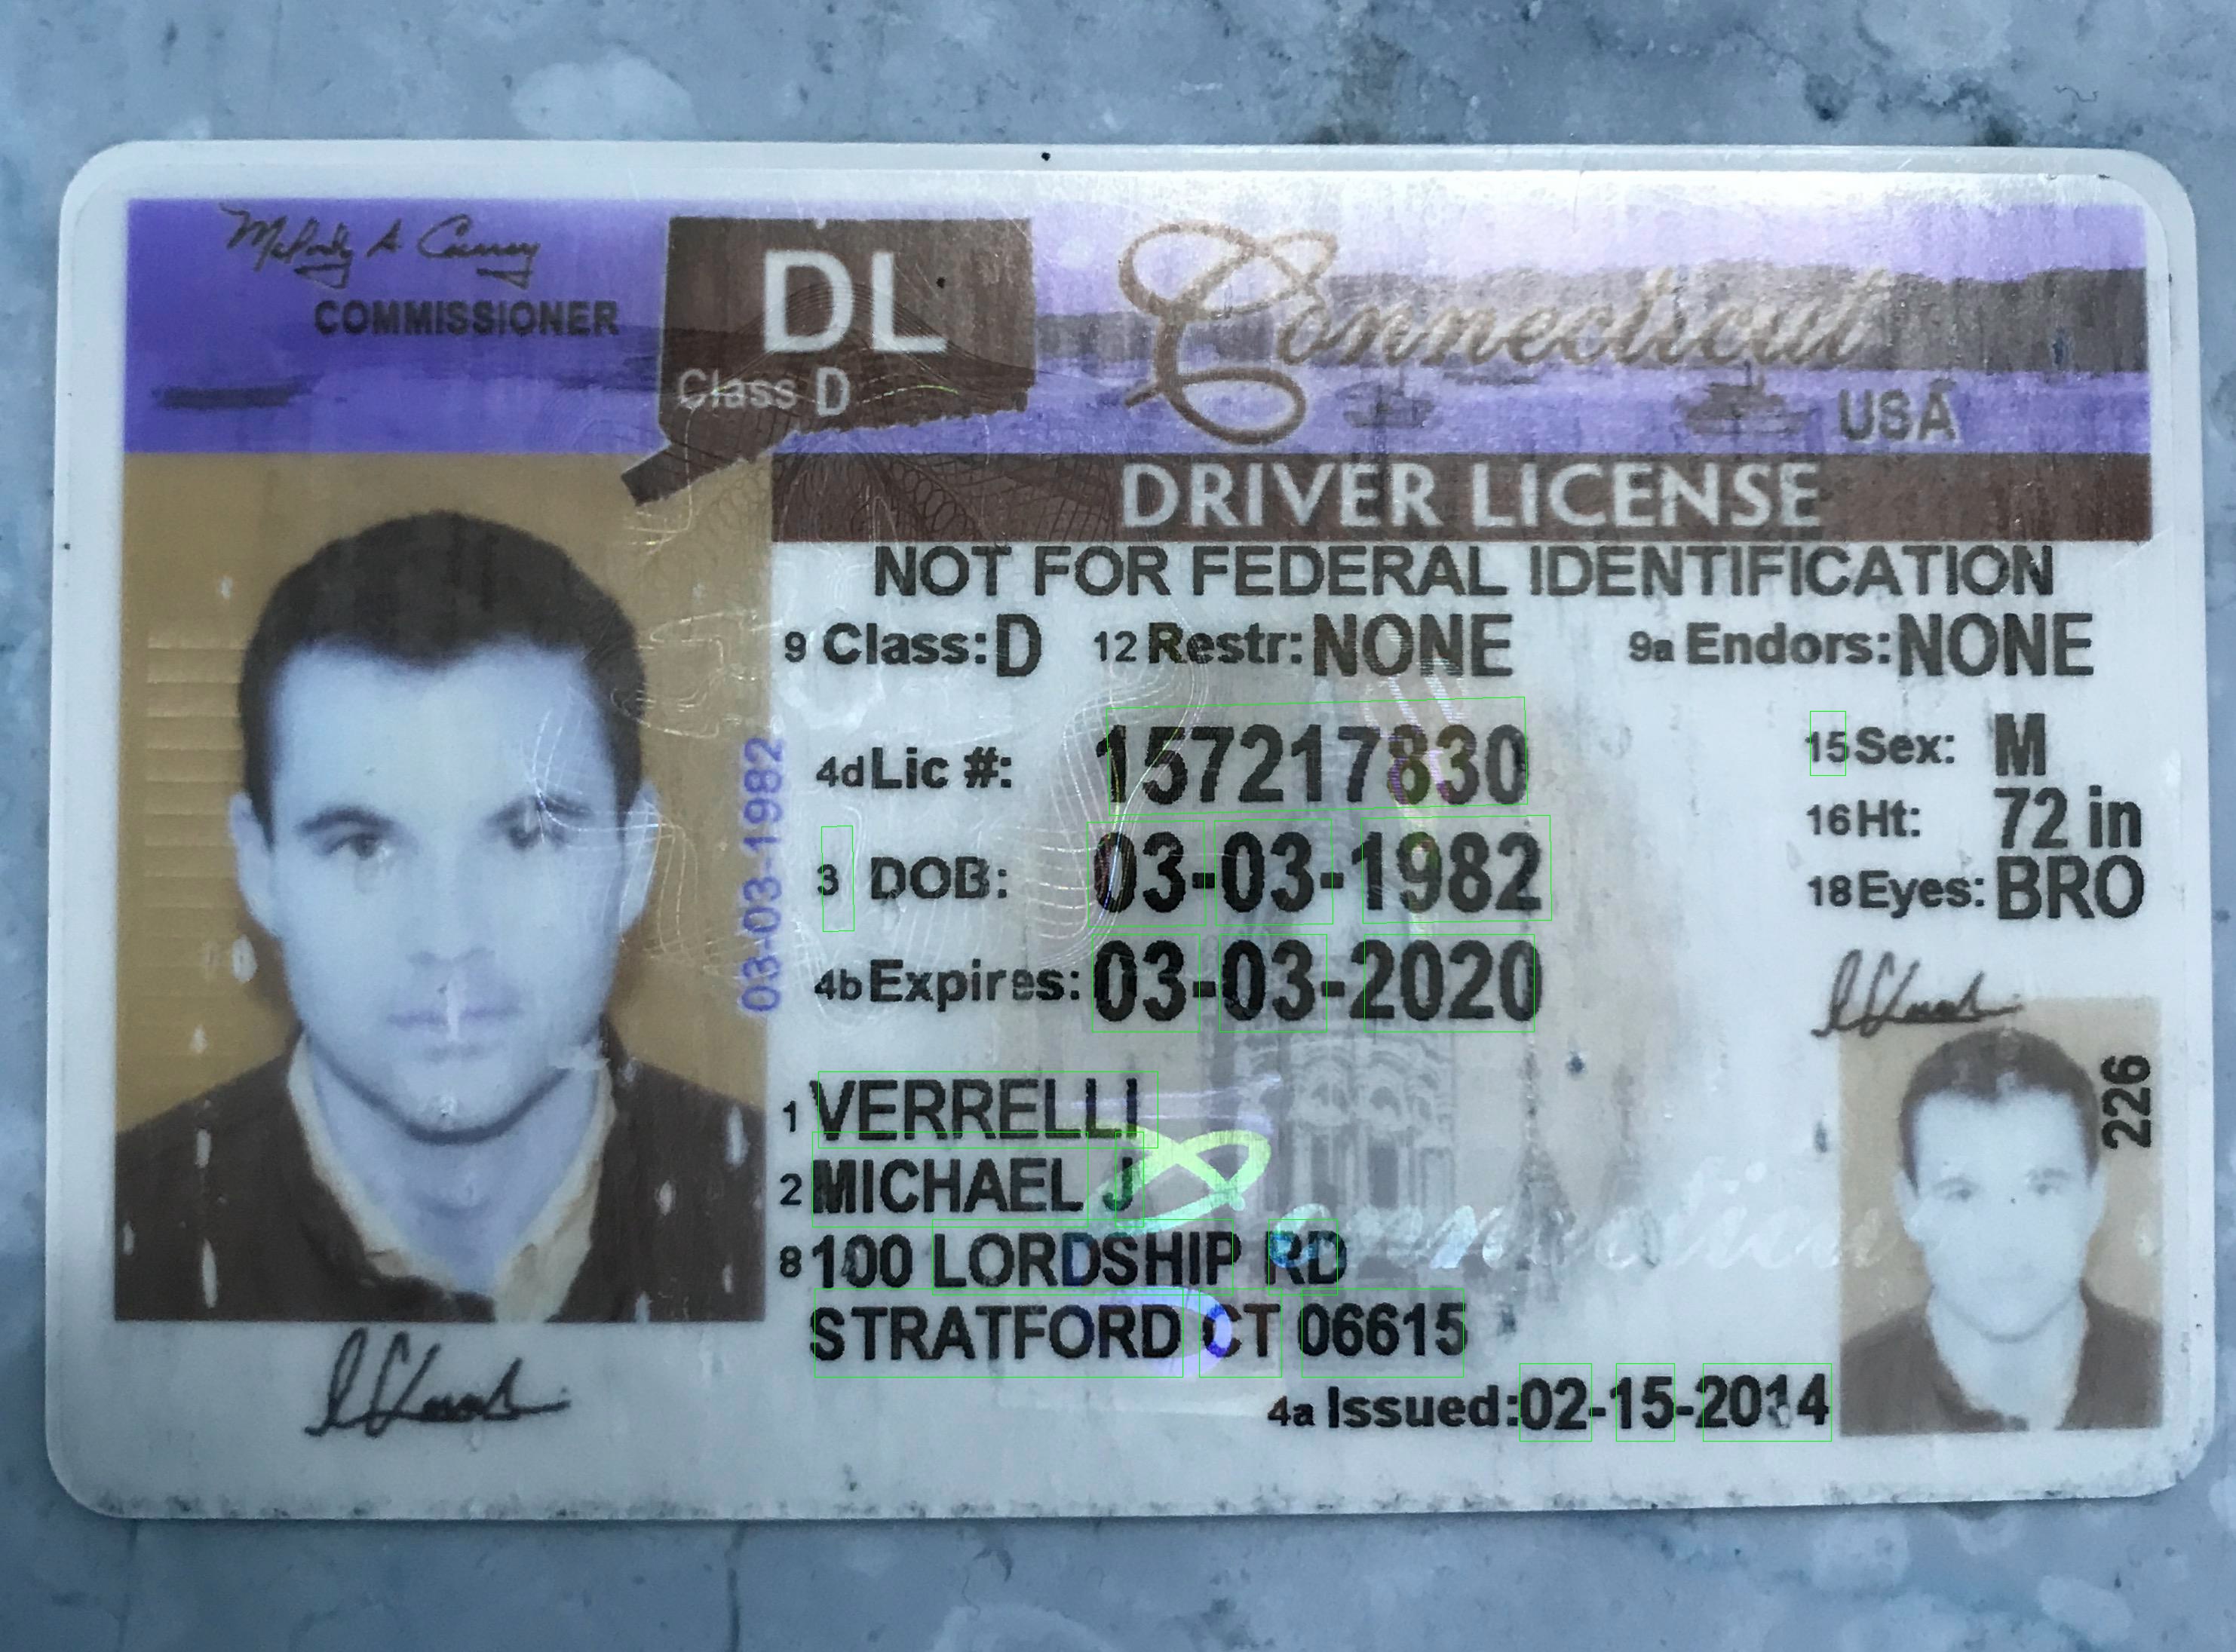 Melody A Currey
COMMISSIONER
DL
Class D
Connecticut
USA
DRIVER LICENSE
NOT FOR FEDERAL IDENTIFICATION
9 Class: D 12 Restr: NONE 9a Endors: NONE
4d Lic #: 157217830 15 Sex: M
16 Ht: 72 in
3 DOB: 03-03-1982 18 Eyes: BRO
4b Expires: 03-03-2020
03-03-1982
1 VERRELLI
2 MICHAEL J
8 100 LORDSHIP RD
STRATFORD CT 06615
4a Issued: 02-15-2014
226